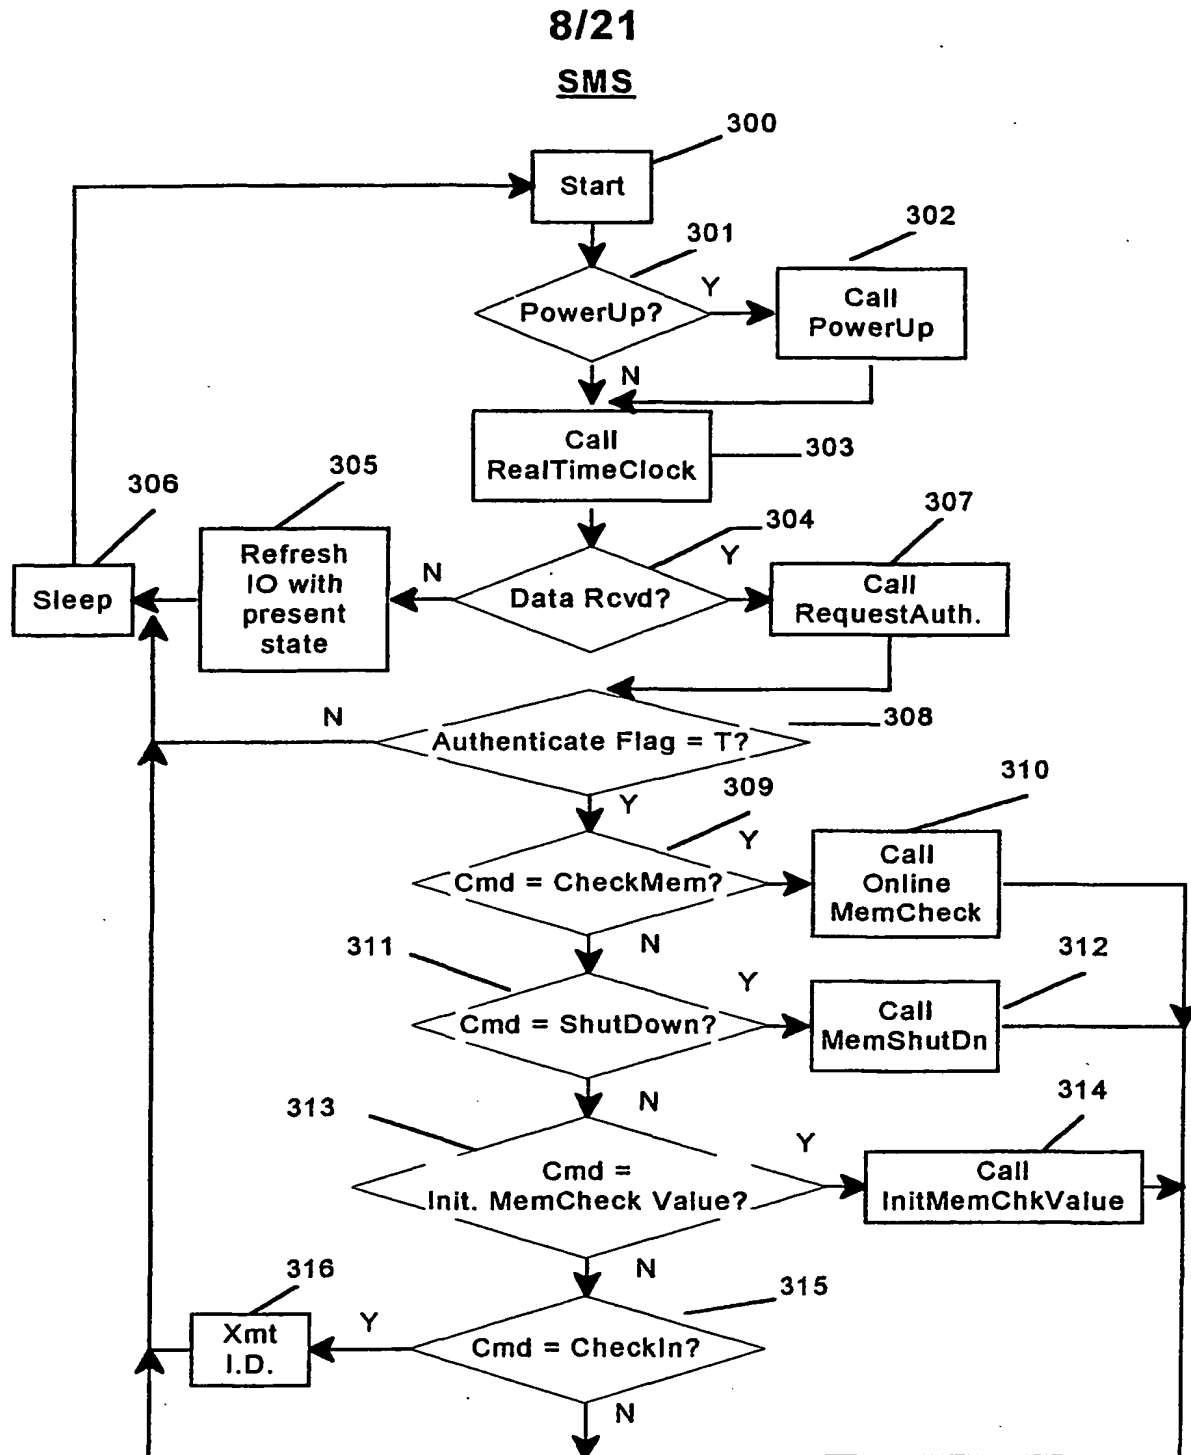 8/21
SMS
300
Start
301
302
PowerUp?
Y
Call
PowerUp
N
Call
RealTimeClock
303
304
305
306
307
Refresh
IO with
present
state
Sleep
N
Data Rcvd?
Y
Call
RequestAuth.
N
Authenticate Flag = T?
308
Y
309
310
Cmd = CheckMem?
Y
Call
Online
MemCheck
N
311
312
Cmd = ShutDown?
Y
Call
MemShutDn
N
313
314
Cmd =
Init. MemCheck Value?
Y
Call
InitMemChkValue
N
315
316
Xmt
I.D.
Y
Cmd = CheckIn?
N